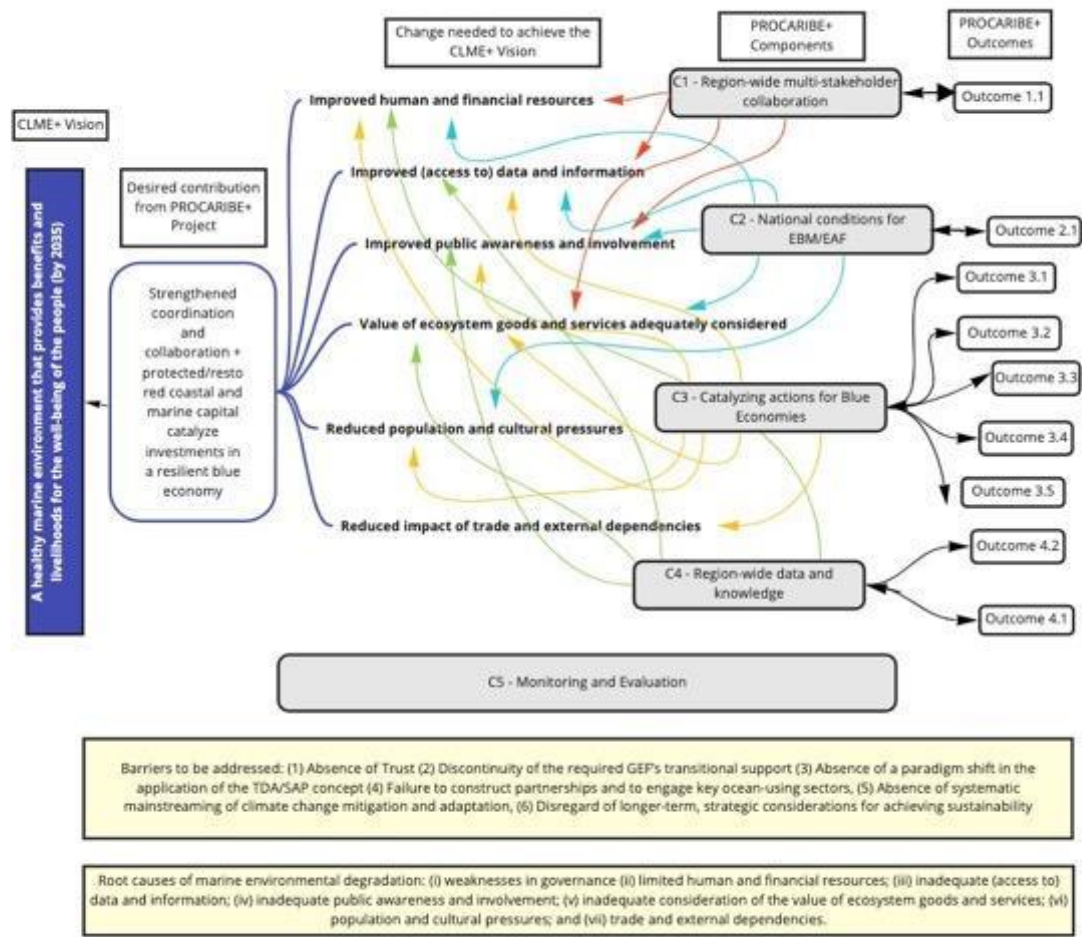 Change needed to achieve the
CLME+ Vision
PROCARIBE+
Components
PROCARIBE+
Outcomes
CLME+ Vision
Desired contribution
from PROCARIBE+
Project
A healthy marine environment that provides benefits and
livelihoods for the well-being of the people (by 2035)
Strengthened
coordination
and
collaboration +
protected/resto
red coastal and
marine capital
catalyze
investments in
a resilient blue
economy
Improved human and financial resources
Improved (access to) data and information
Improved public awareness and involvement
Value of ecosystem goods and services adequately considered
Reduced population and cultural pressures
Reduced impact of trade and external dependencies
C1 - Region-wide multi-stakeholder
collaboration
C2 - National conditions for
EBM/EAF
C3 - Catalyzing actions for Blue
Economies
C4 - Region-wide data and
knowledge
Outcome 1.1
Outcome 2.1
Outcome 3.1
Outcome 3.2
Outcome 3.3
Outcome 3.4
Outcome 3.5
Outcome 4.2
Outcome 4.1
C5 - Monitoring and Evaluation
Barriers to be addressed: (1) Absence of Trust (2) Discontinuity of the required GEF's transitional support (3) Absence of a paradigm shift in the
application of the TDA/SAP concept (4) Failure to construct partnerships and to engage key ocean-using sectors, (5) Absence of systematic
mainstreaming of climate change mitigation and adaptation, (6) Disregard of longer-term, strategic considerations for achieving sustainability
Root causes of marine environmental degradation: (i) weaknesses in governance (ii) limited human and financial resources; (iii) inadequate (access to)
data and information; (iv) inadequate public awareness and involvement; (v) inadequate consideration of the value of ecosystem goods and services; (vi)
population and cultural pressures; and (vii) trade and external dependencies.